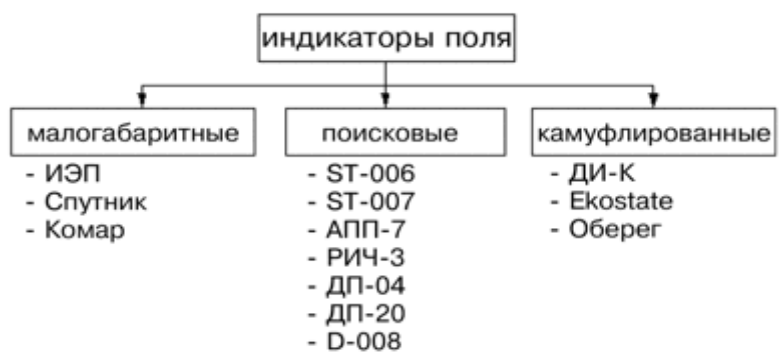 индикаторы поля
малогабаритные
- ИЭП
- Спутник
- Комар
поисковые
- ST-006
- ST-007
- АПП-7
- РИЧ-3
- ДП-04
- ДП-20
- D-008
камуфлированные
- ДИ-К
- Ekostate
- Оберег